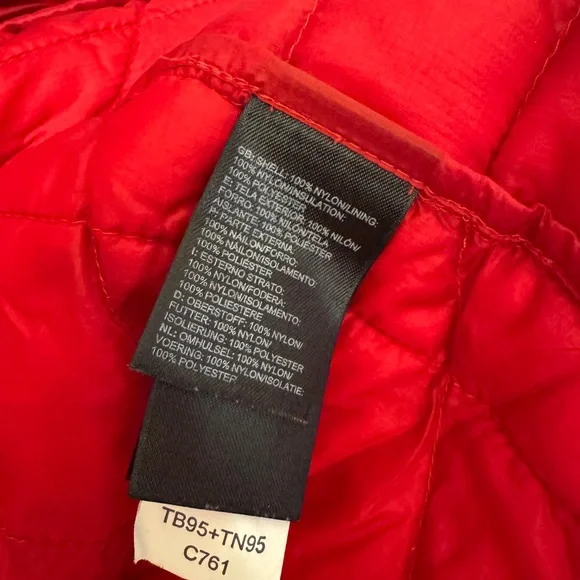 GB: SHELL: 100% NYLON/LINING:
100% NYLON/INSULATION:
100% POLYESTER
E: TELA EXTERIOR: 100% NILÓN/
FORRO: 100% NILÓN/TELA
AISLANTE: 100% POLIÉSTER
P: PARTE EXTERNA:
100% NÁILON/FORRO:
100% NÁILON/ISOLAMENTO:
100% POLIÉSTER
I: ESTERNO STRATO:
100% NYLON/FODERA:
100% NYLON/ISOLAMENTO:
100% POLIESTERE
D: OBERSTOFF: 100% NYLON/
FUTTER: 100% NYLON/
ISOLIERUNG: 100% POLYESTER
NL: OMHULSEL: 100% NYLON/
VOERING: 100% NYLON/ISOLATIE:
100% POLYESTER
TB95+TN95
C761